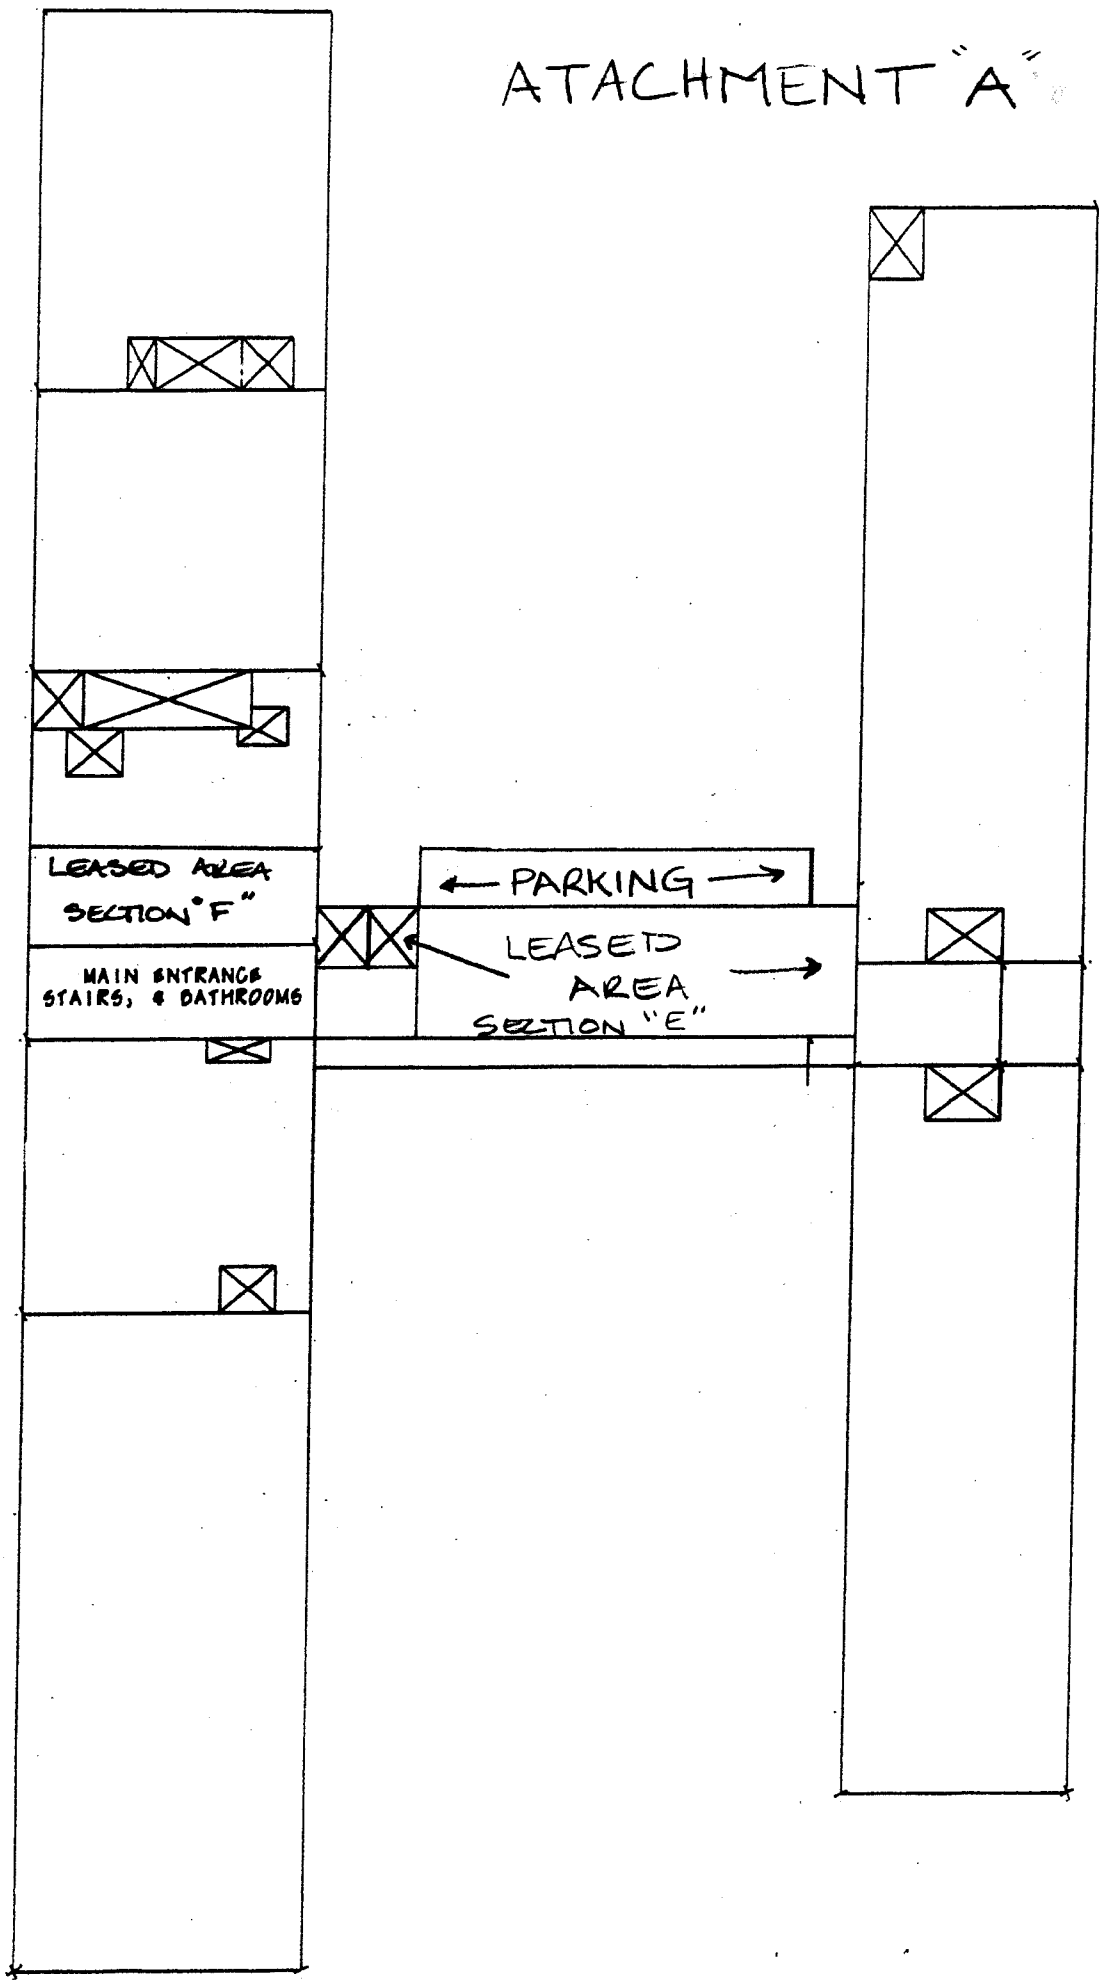 ATACHMENT "A"
LEASED AREA
SECTION "F"
MAIN ENTRANCE
STAIRS, & BATHROOMS
PARKING
LEASED
AREA
SECTION "E"